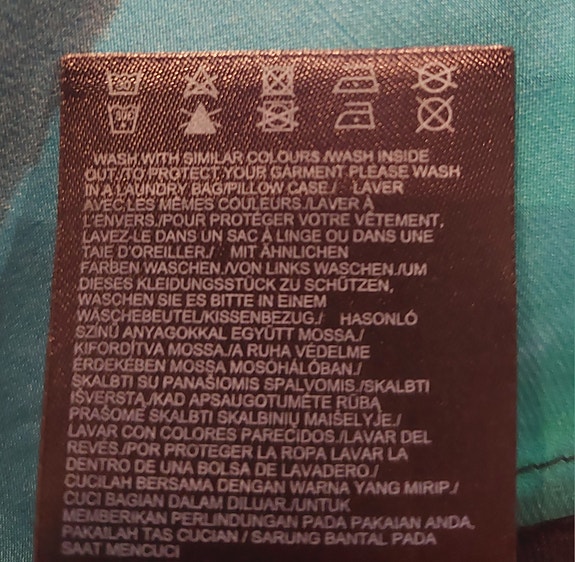 WASH WITH SIMILAR COLOURS /WASH INSIDE
OUT./TO PROTECT YOUR GARMENT PLEASE WASH
IN A LAUNDRY BAG/PILLOW CASE./ LAVER
AVEC LES MÊMES COULEURS./LAVER À
L'ENVERS./POUR PROTÉGER VOTRE VÊTEMENT,
LAVEZ-LE DANS UN SAC À LINGE OU DANS UNE
TAIE D'OREILLER./ MIT ÄHNLICHEN
FARBEN WASCHEN./VON LINKS WASCHEN./UM
DIESES KLEIDUNGSSTÜCK ZU SCHÜTZEN,
WASCHEN SIE ES BITTE IN EINEM
WÄSCHEBEUTEL/KISSENBEZUG./ HASONLÓ
SZÍNŰ ANYAGOKKAL EGYÜTT MOSSA./
KIFORDÍTVA MOSSA./A RUHA VÉDELME
ÉRDEKÉBEN MOSSA MOSÓHÁLÓBAN./
SKALBTI SU PANAŠIOMIS SPALVOMIS./SKALBTI
IŠVERSTĄ./KAD APSAUGOTUMĖTE RŪBĄ,
PRAŠOME SKALBTI SKALBINIŲ MAIŠELYJE./
LAVAR CON COLORES PARECIDOS./LAVAR DEL
REVÉS./POR PROTEGER LA ROPA LAVAR LA
DENTRO DE UNA BOLSA DE LAVADERO./
CUCILAH BERSAMA DENGAN WARNA YANG MIRIP./
CUCI BAGIAN DALAM DILUAR./UNTUK
MEMBERIKAN PERLINDUNGAN PADA PAKAIAN ANDA,
PAKAILAH TAS CUCIAN / SARUNG BANTAL PADA
SAAT MENCUCI